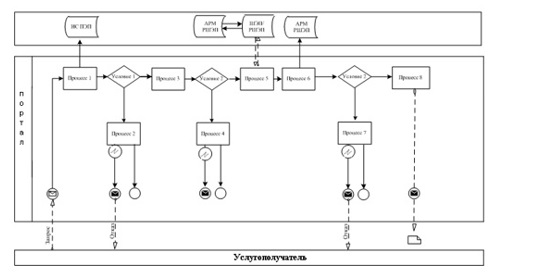 ИС ПЭП
АРМ
РШЭП
ШЭП/
РШЭП
АРМ
РШЭП
портал
Процесс 1
Условие 1
Процесс 3
Условие 2
Процесс 5
Процесс 6
Условие 3
Процесс 8
Процесс 2
Процесс 4
Процесс 7
Запрос
Отказ
Отказ
Услугополучатель